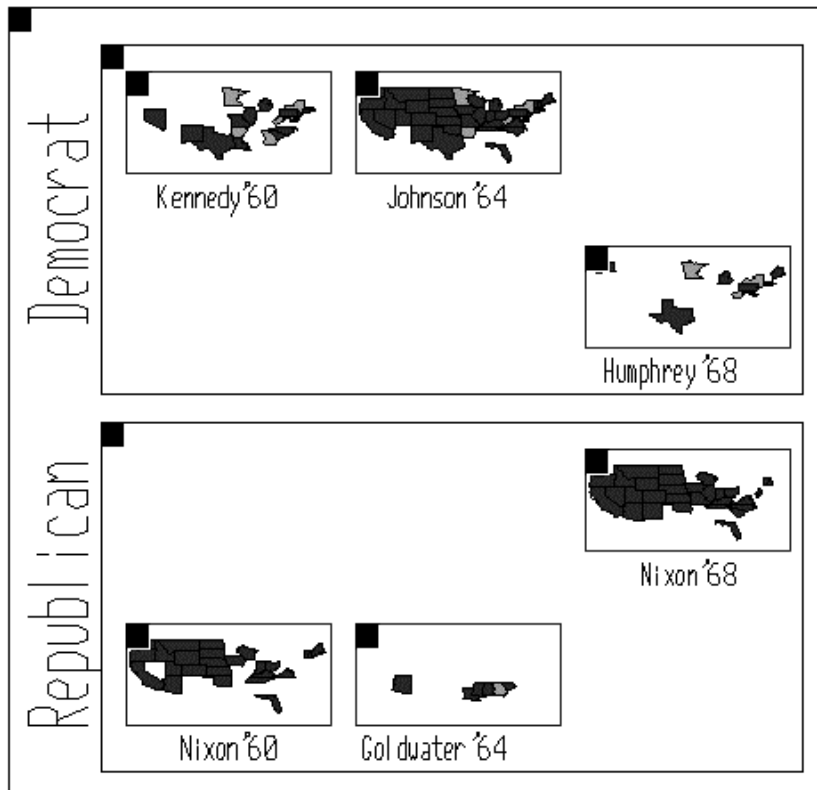 Democrat
Kennedy '60
Johnson '64
Humphrey '68
Republican
Nixon '68
Nixon '60
Goldwater '64